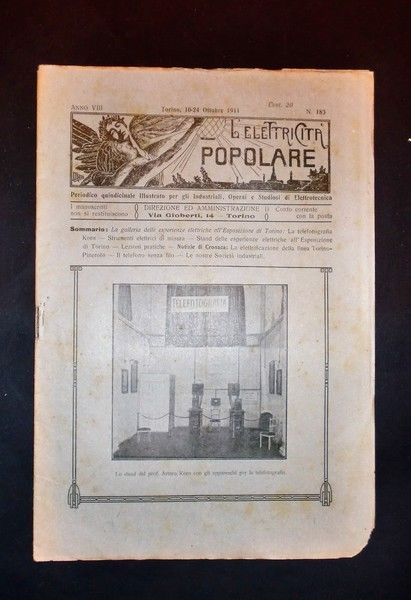 ANNO VIII Torino, 10-24 Ottobre 1911 Cent. 20 N. 183
L'ELETTRICITÀ
POPOLARE
Periodico quindicinale illustrato per gli Industriali, Operai e Studiosi di Elettrotecnica
I manoscritti
non si restituiscono
DIREZIONE ED AMMINISTRAZIONE
Via Gioberti, 14 - Torino
Conto corrente
con la posta
Sommario: La galleria delle esperienze elettriche all'Esposizione di Torino: La telefotografia
Korn — Strumenti elettrici di misura — Stand delle esperienze elettriche all'Esposizione
di Torino — Lezioni pratiche — Notizie di Cronaca: La elettrificazione della linea Torino-
Pinerolo — Il telefono senza filo — Le nostre Società industriali.
TELEFOTOGRAFIA
Lo stand del prof. Arturo Korn con gli apparecchi per la telefotografia